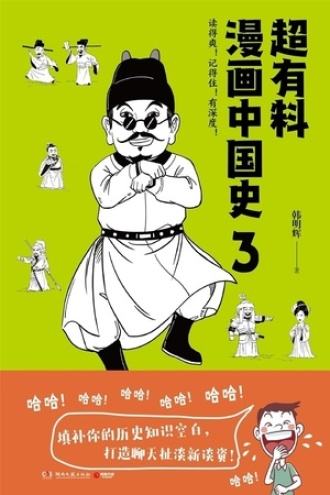 超有料
漫画中国史 3
读得爽！记得住！有深度！
韩明辉 著
哈哈！ 哈哈！ 哈哈！ 哈哈！ 哈哈！
哈哈！
填补你的历史知识空白，
打造聊天扯淡新谈资！